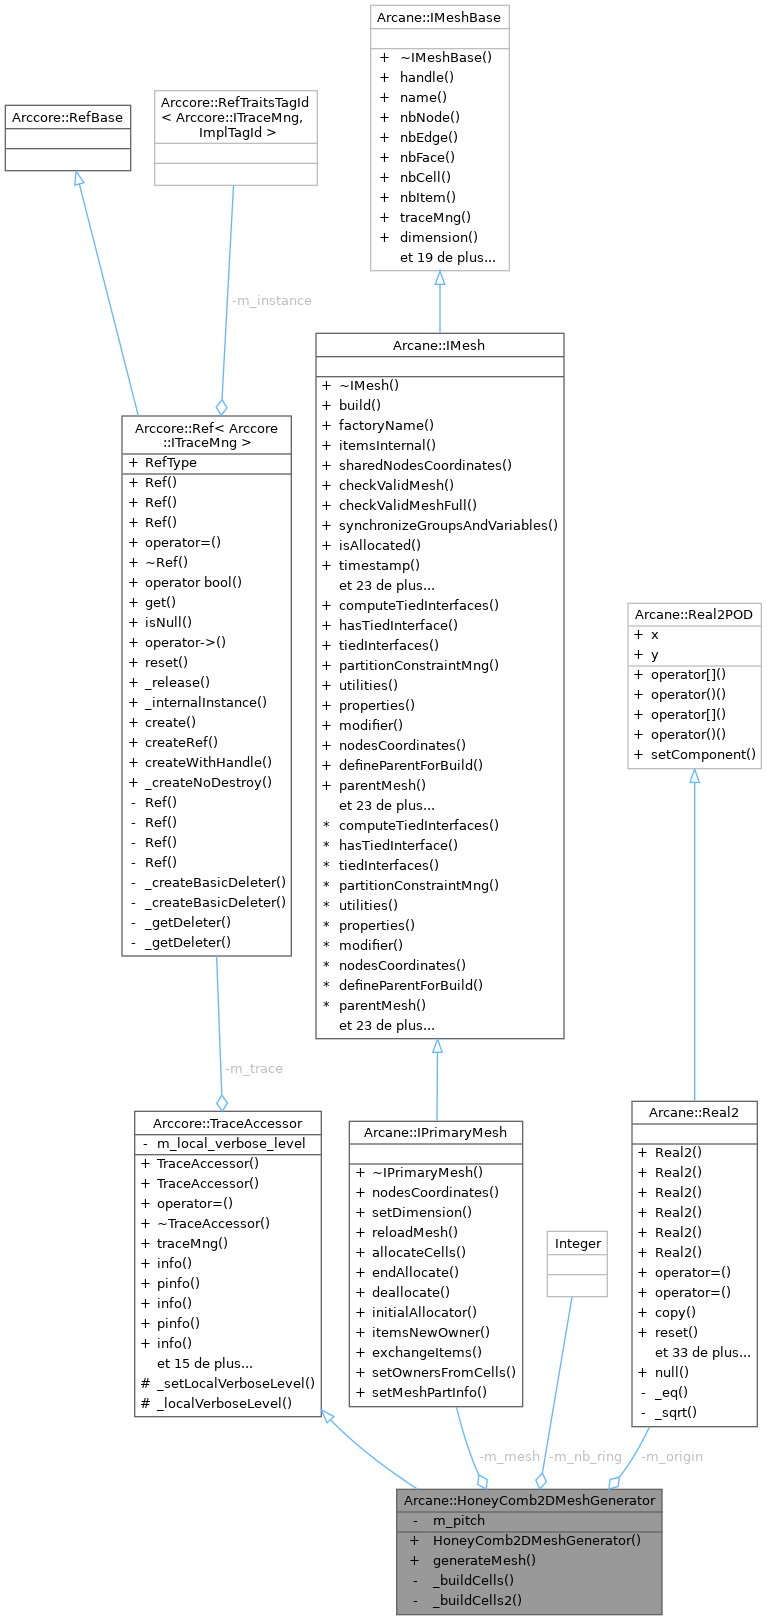 Arcane::IMeshBase
+ ~IMeshBase()
+ handle()
+ name()
+ nbNode()
+ nbEdge()
+ nbFace()
+ nbCell()
+ nbItem()
+ traceMng()
+ dimension()
et 19 de plus...
Arccore::RefBase
Arccore::RefTraitsTagId
< Arccore::ITraceMng,
ImplTagId >
-m_instance
Arcane::IMesh
+ ~IMesh()
+ build()
+ factoryName()
+ itemsInternal()
+ sharedNodesCoordinates()
+ checkValidMesh()
+ checkValidMeshFull()
+ synchronizeGroupsAndVariables()
+ isAllocated()
+ timestamp()
et 23 de plus...
+ computeTiedInterfaces()
+ hasTiedInterface()
+ tiedInterfaces()
+ partitionConstraintMng()
+ utilities()
+ properties()
+ modifier()
+ nodesCoordinates()
+ defineParentForBuild()
+ parentMesh()
et 23 de plus...
* computeTiedInterfaces()
* hasTiedInterface()
* tiedInterfaces()
* partitionConstraintMng()
* utilities()
* properties()
* modifier()
* nodesCoordinates()
* defineParentForBuild()
* parentMesh()
et 23 de plus...
Arccore::Ref< Arccore
::ITraceMng >
+ RefType
+ Ref()
+ Ref()
+ Ref()
+ operator=()
+ ~Ref()
+ operator bool()
+ get()
+ isNull()
+ operator->()
+ reset()
+ _release()
+ _internalInstance()
+ create()
+ createRef()
+ createWithHandle()
+ _createNoDestroy()
- Ref()
- Ref()
- Ref()
- Ref()
- _createBasicDeleter()
- _createBasicDeleter()
- _getDeleter()
- _getDeleter()
Arcane::Real2POD
+ x
+ y
+ operator[]()
+ operator()()
+ operator[]()
+ operator()()
+ setComponent()
-m_trace
Arccore::TraceAccessor
- m_local_verbose_level
+ TraceAccessor()
+ TraceAccessor()
+ operator=()
+ ~TraceAccessor()
+ traceMng()
+ info()
+ pinfo()
+ info()
+ pinfo()
+ info()
et 15 de plus...
# _setLocalVerboseLevel()
# _localVerboseLevel()
Arcane::IPrimaryMesh
+ ~IPrimaryMesh()
+ nodesCoordinates()
+ setDimension()
+ reloadMesh()
+ allocateCells()
+ endAllocate()
+ deallocate()
+ initialAllocator()
+ itemsNewOwner()
+ exchangeItems()
+ setOwnersFromCells()
+ setMeshPartInfo()
Integer
Arcane::Real2
+ Real2()
+ Real2()
+ Real2()
+ Real2()
+ Real2()
+ Real2()
+ operator=()
+ operator=()
+ copy()
+ reset()
et 33 de plus...
+ null()
- _eq()
- _sqrt()
-m_mesh
-m_nb_ring
-m_origin
Arcane::HoneyComb2DMeshGenerator
- m_pitch
+ HoneyComb2DMeshGenerator()
+ generateMesh()
- _buildCells()
- _buildCells2()